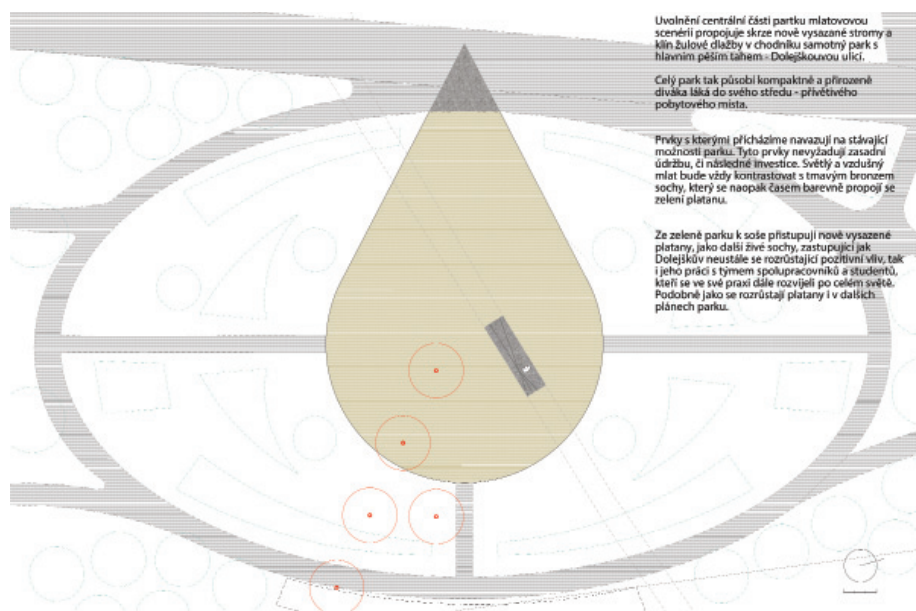 Uvolnění centrální části partku mlatovovou
scenérií propojuje skrze nově vysazané stromy a
klín žulové dlažby v chodníku samotný park s
hlavním pěším tahem - Dolejškouvou ulicí.
Celý park tak působí kompaktně a přirozeně
diváka láká do svého středu - přívětivého
pobytového místa.
Prvky s kterými přicházíme navazují na stávající
možnosti parku. Tyto prvky nevyžadují zasadní
údržbu, či následné investice. Světlý a vzdušný
mlat bude vždy kontrastovat s tmavým bronzem
sochy, který se naopak časem barevně propojí se
zelení platanu.
Ze zeleně parku k soše přistupují nově vysazené
platany, jako další živé sochy, zastupující jak
Dolejškův neustále se rozrůstající pozitivní vliv, tak
i jeho práci s týmem spolupracovníků a studentů,
kteří se ve své praxi dále rozvíjeli po celém světě.
Podobně jako se rozrůstají platany i v dalších
plánech parku.